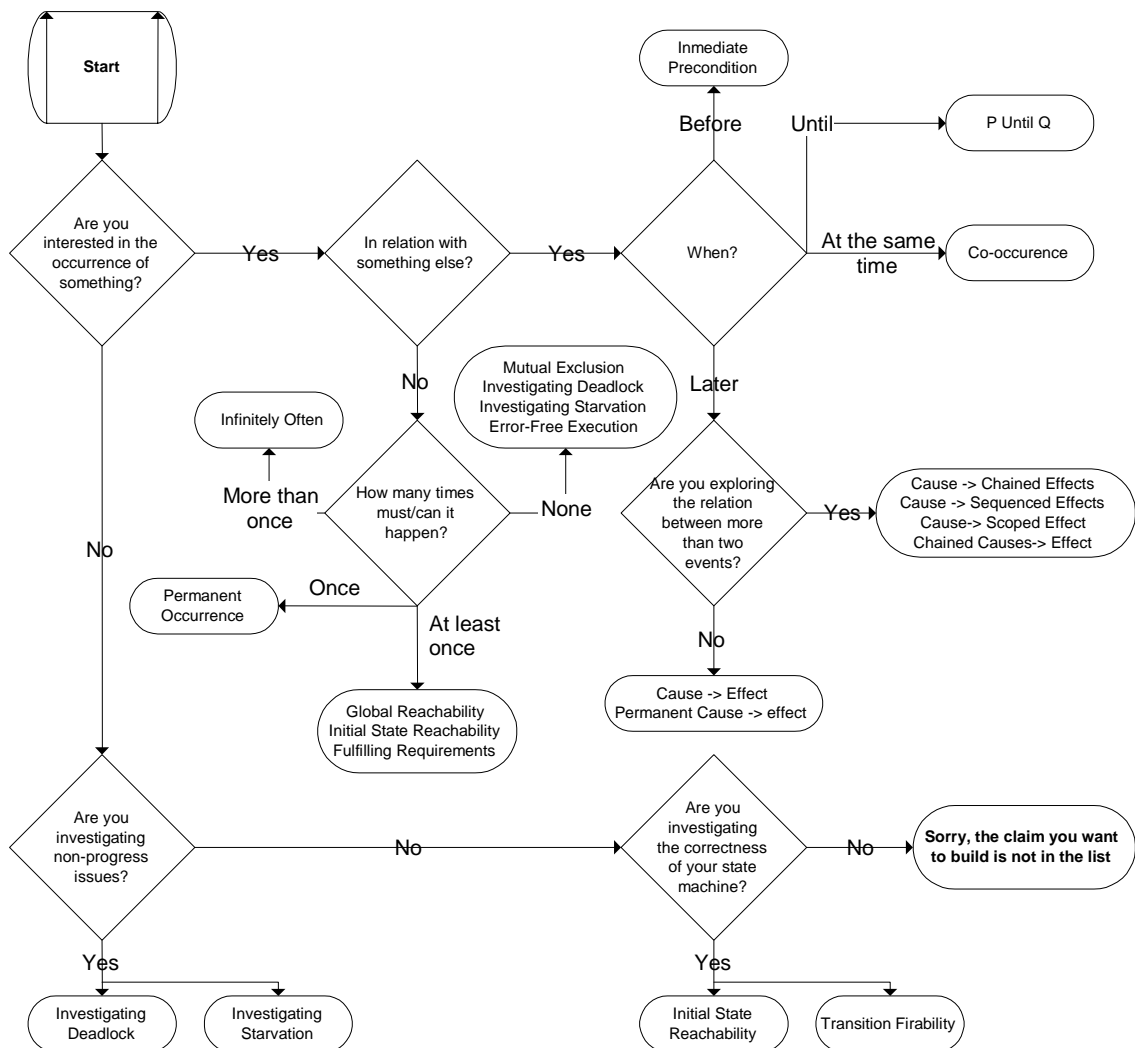 Start
Inmediate
Precondition
Before
Until
P Until Q
Are you
interested in the
occurrence of
something?
Yes
In relation with
something else?
Yes
When?
At the same
time
Co-occurence
No
Mutual Exclusion
Investigating Deadlock
Investigating Starvation
Error-Free Execution
Later
Infinitely Often
More than
once
How many times
must/can it
happen?
None
Are you exploring
the relation
between more
than two
events?
Yes
Cause -> Chained Effects
Cause -> Sequenced Effects
Cause-> Scoped Effect
Chained Causes-> Effect
No
Permanent
Occurrence
Once
At least
once
No
Global Reachability
Initial State Reachability
Fulfilling Requirements
Cause -> Effect
Permanent Cause -> effect
Are you
investigating
non-progress
issues?
No
Are you
investigating
the correctness
of your state
machine?
No
Sorry, the claim you want
to build is not in the list
Yes
Yes
Investigating
Deadlock
Investigating
Starvation
Initial State
Reachability
Transition Firability